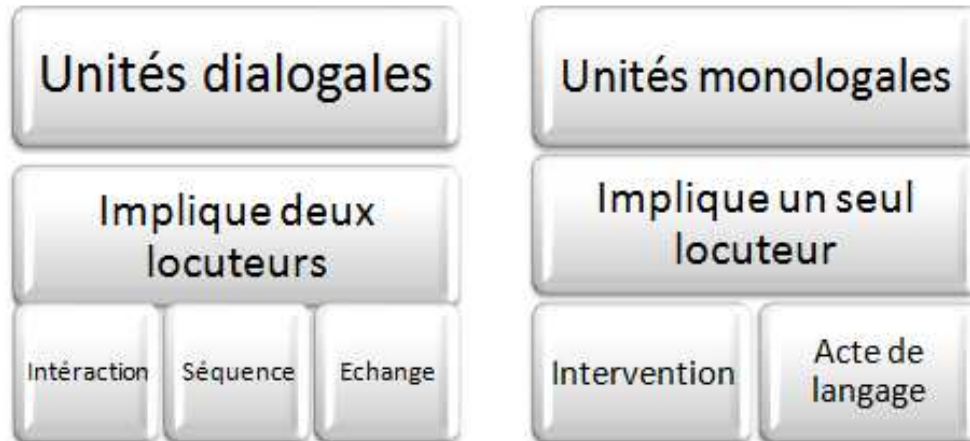 Unités dialogales
Implique deux
locuteurs
Intéraction
Séquence
Echange
Unités monologales
Implique un seul
locuteur
Intervention
Acte de
langage